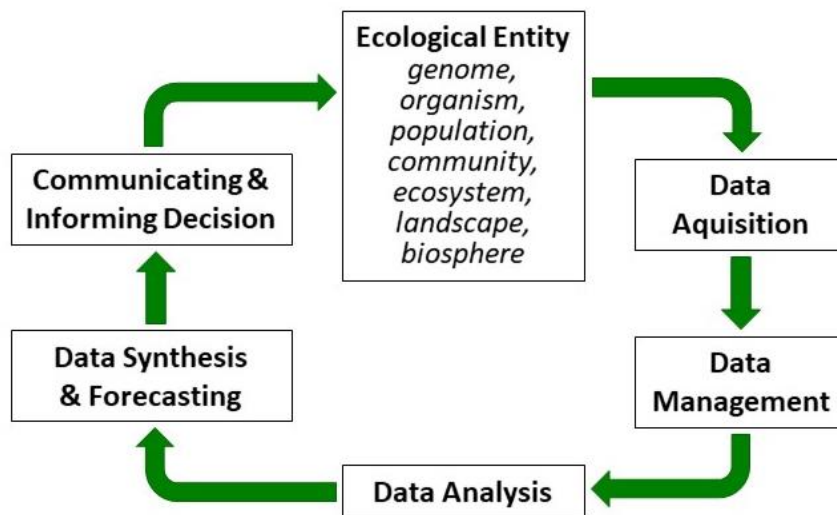 Ecological Entity
genome,
organism,
population,
community,
ecosystem,
landscape,
biosphere
Data
Aquisition
Data
Management
Data Analysis
Data Synthesis
& Forecasting
Communicating &
Informing Decision